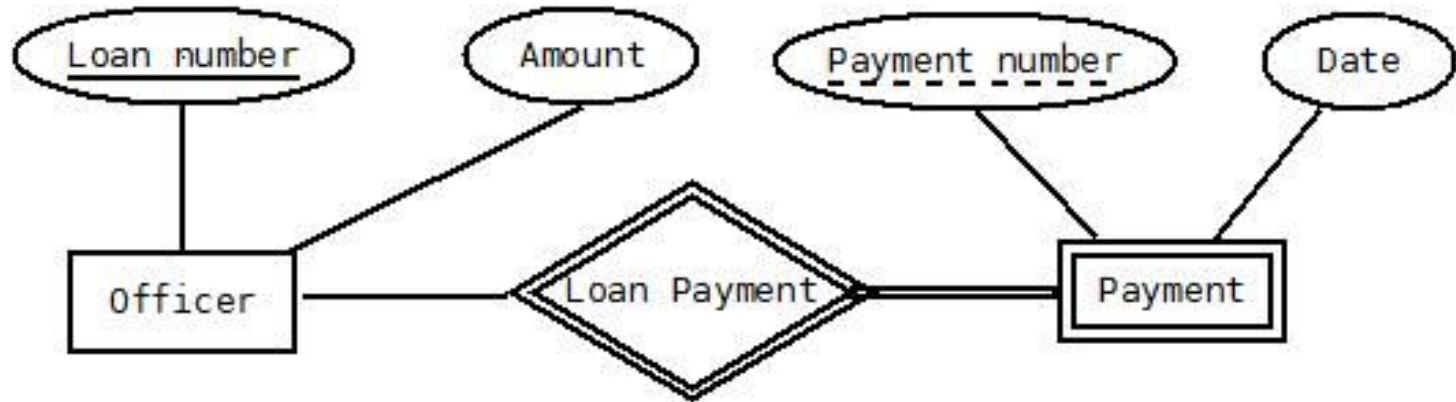 Loan number
Amount
Payment number
Date
Officer
Loan Payment
Payment